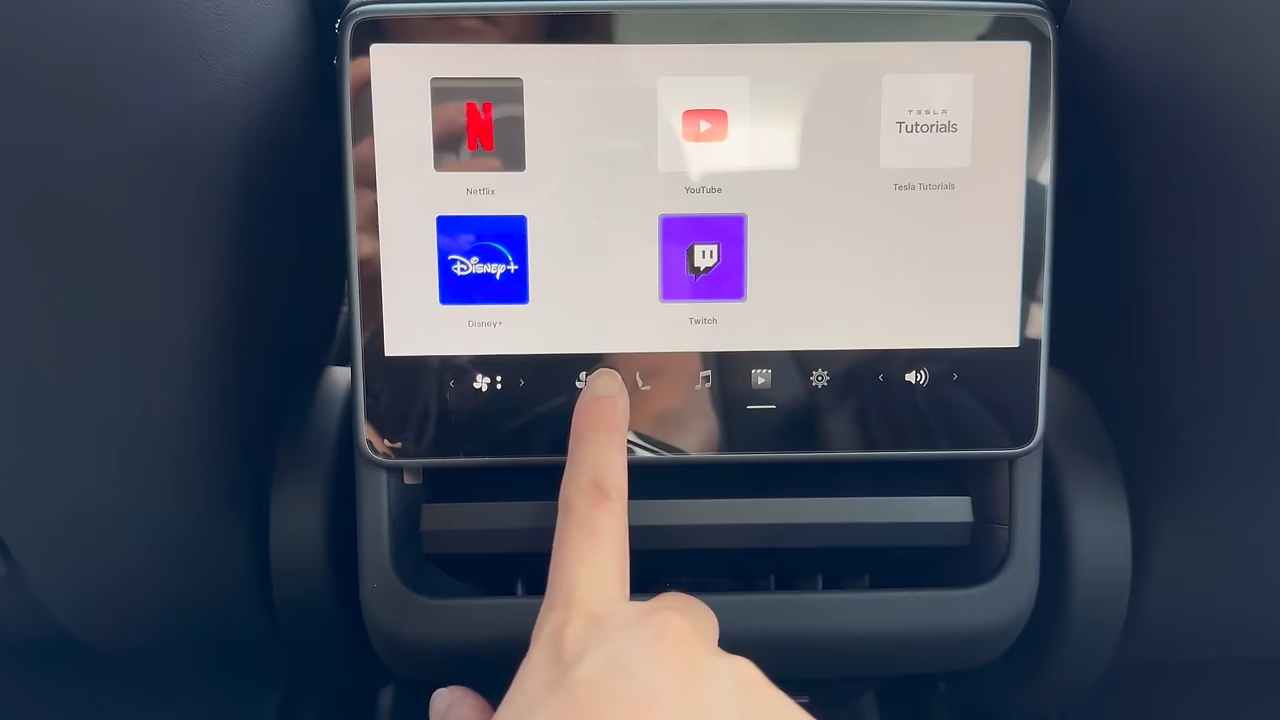 N
TESLA
Tutorials
Netflix
YouTube
Tesla Tutorials
Disney+
Disney+
Twitch